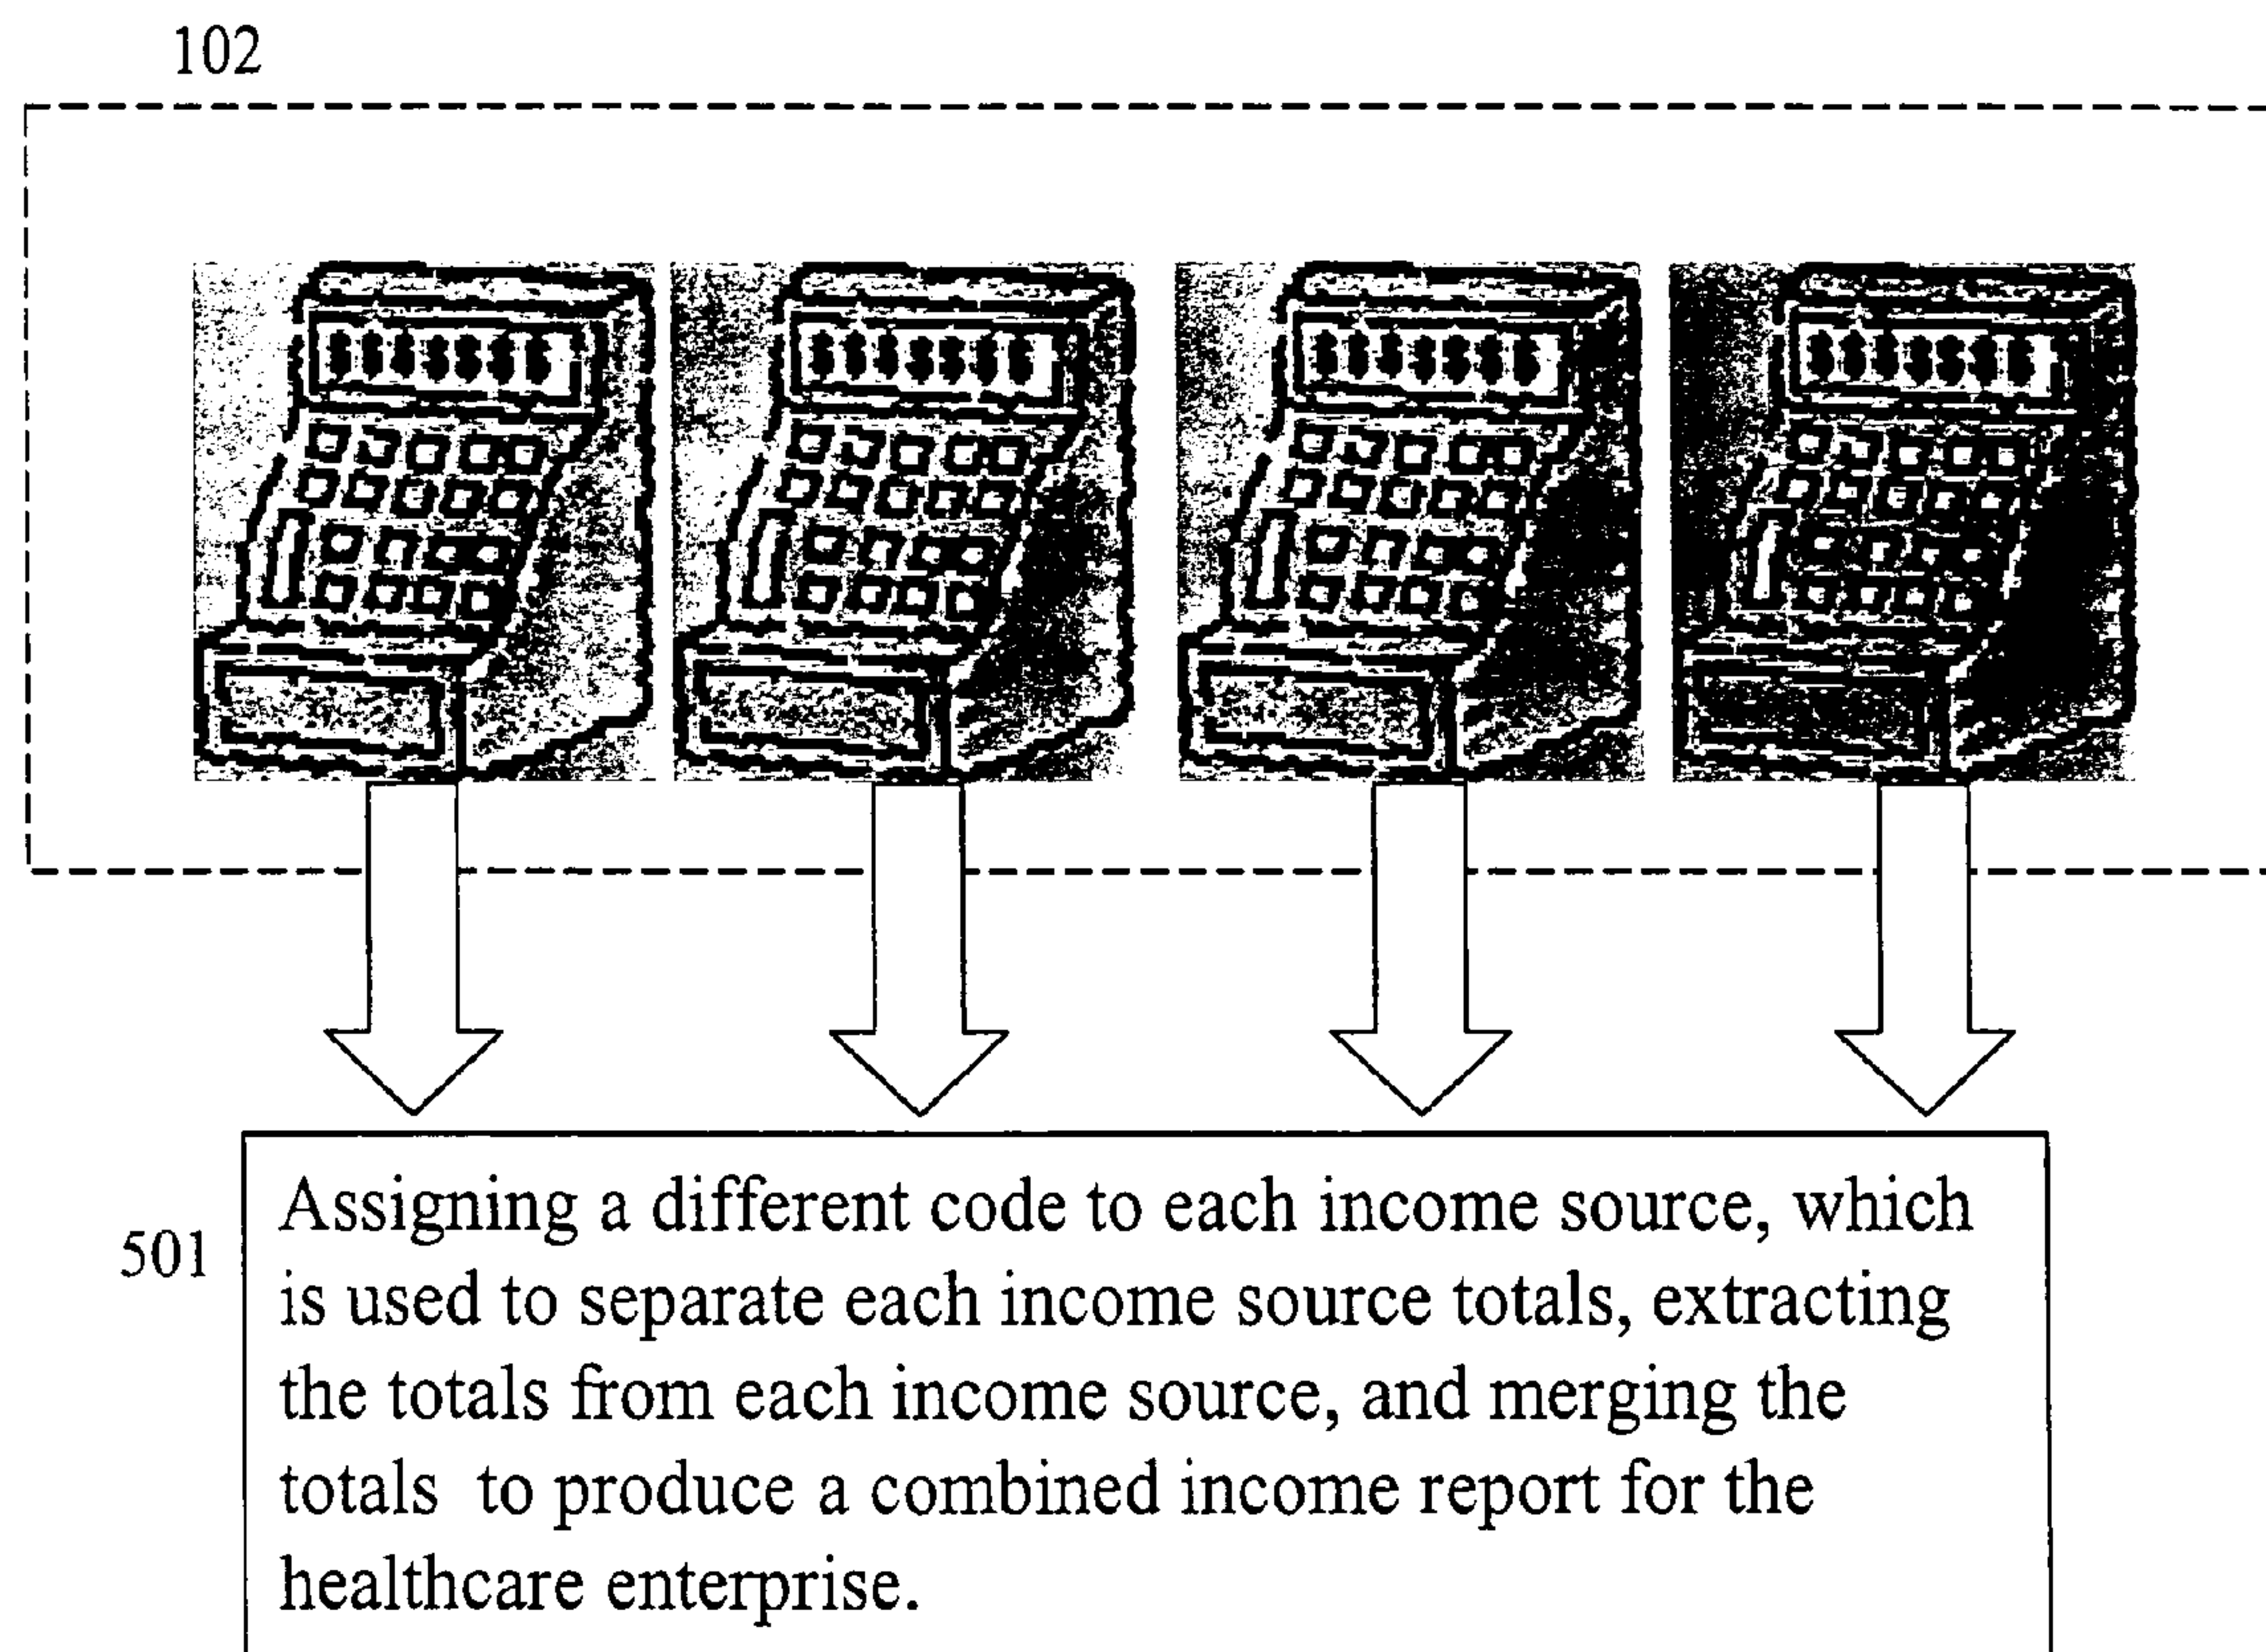 102
501
Assigning a different code to each income source, which
is used to separate each income source totals, extracting
the totals from each income source, and merging the
totals to produce a combined income report for the
healthcare enterprise.